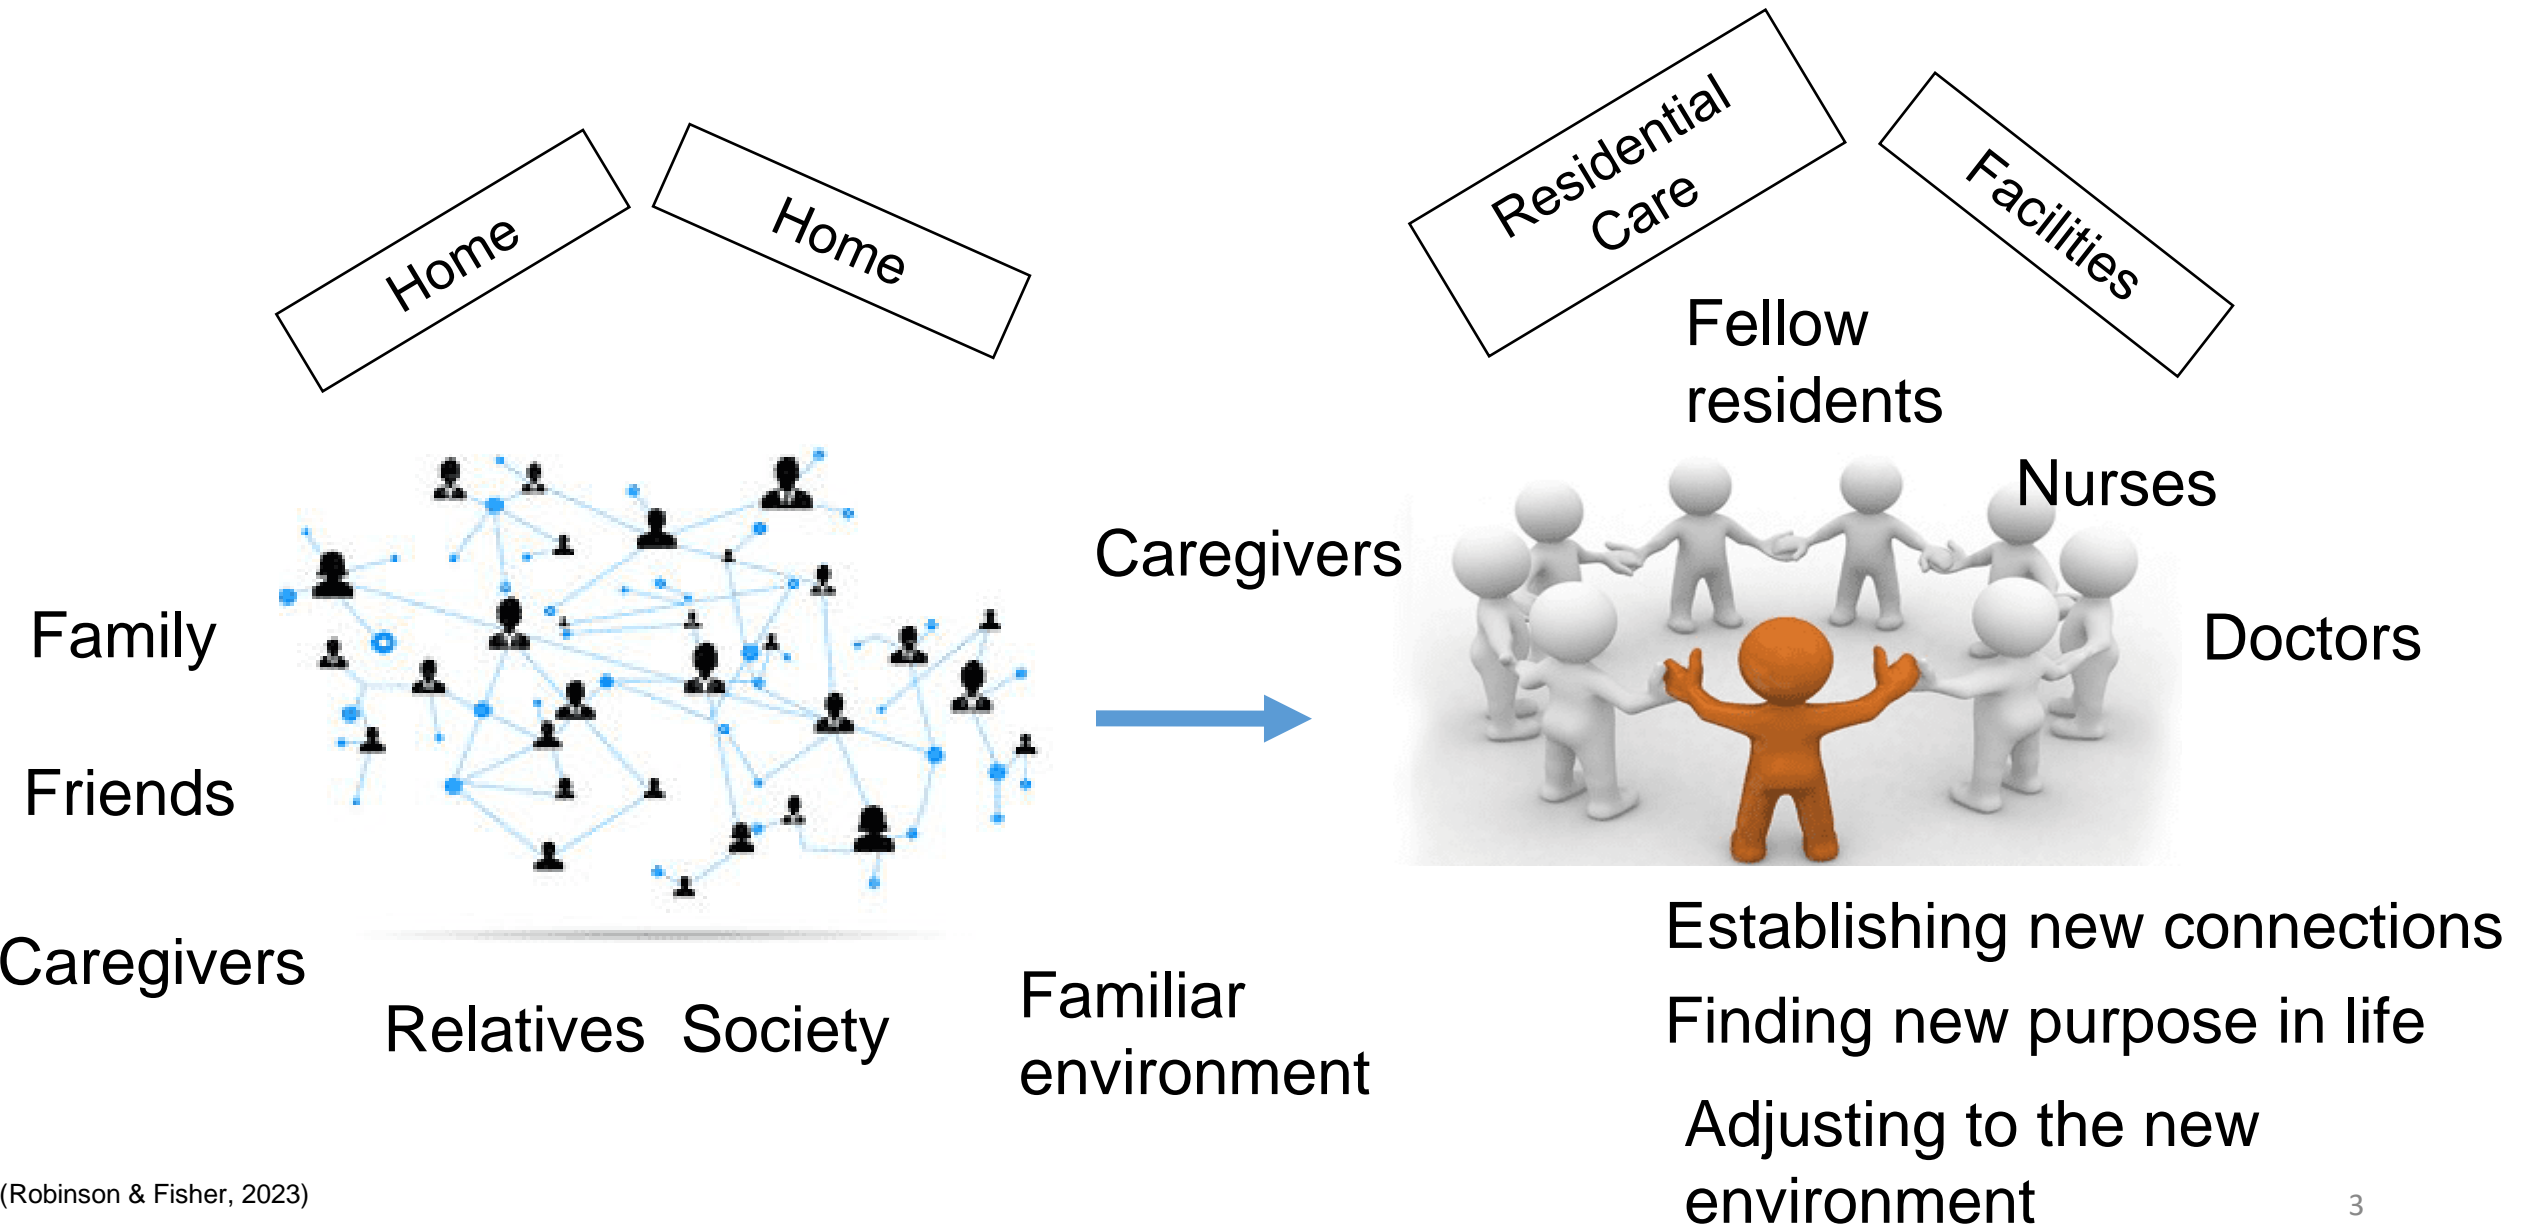 Home
Home
Family
Friends
Caregivers
Relatives Society
Familiar
environment
Residential
Care
Facilities
Fellow
residents
Nurses
Caregivers
Doctors
Establishing new connections
Finding new purpose in life
Adjusting to the new
environment
(Robinson & Fisher, 2023)
3